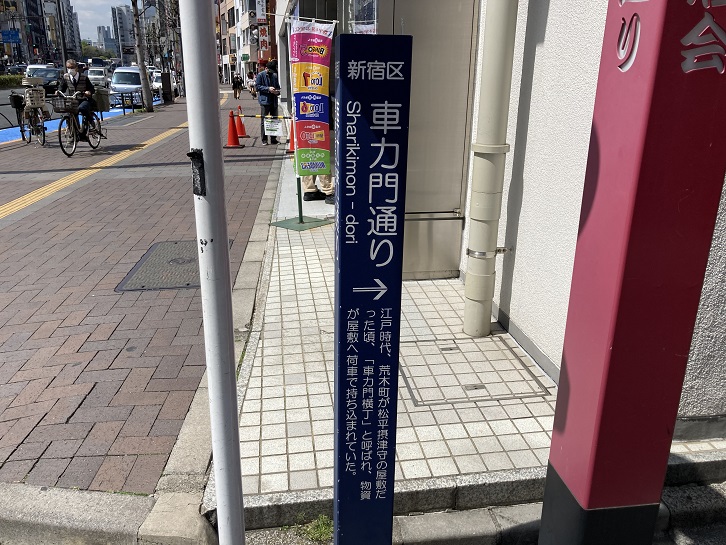 新宿区
車力門通り
Sharikimon - dori
→
江戸時代、荒木町が松平摂津守の屋敷だ
った頃、「車力門横丁」と呼ばれ、物資
が屋敷へ荷車で持ち込まれていた。
会
り